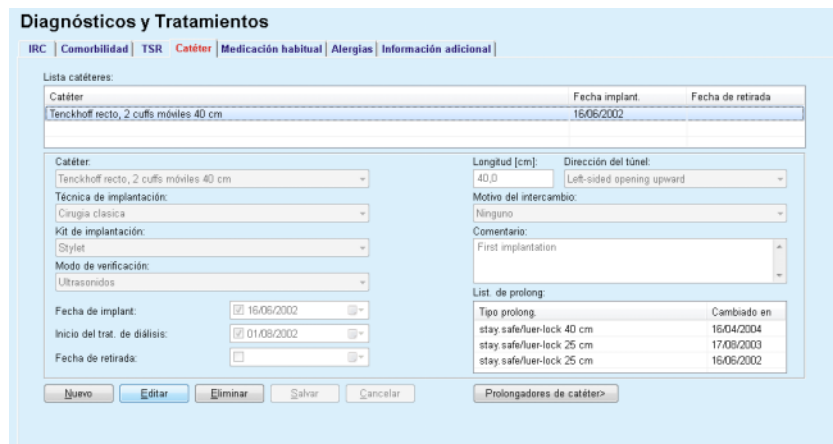 Diagnósticos y Tratamientos
IRC Comorbilidad TSR Catéter Medicación habitual Alergias Información adicional
Lista catéteres:
Catéter Fecha implant. Fecha de retirada
Tenckhoff recto, 2 cuffs móviles 40 cm 16/06/2002
Catéter: Longitud [cm]: Dirección del túnel:
Tenckhoff recto, 2 cuffs móviles 40 cm 40,0 Left-sided opening upward
Técnica de implantación: Motivo del intercambio:
Cirugia clasica Ninguno
Kit de implantación: Comentario:
Stylet First implantation
Modo de verificación:
Ultrasonidos
List. de prolong:
Fecha de implant: 16/06/2002 Tipo prolong. Cambiado en
Inicio del trat. de diálisis: 01/08/2002 stay.safe/luer-lock 40 cm 16/04/2004
stay.safe/luer-lock 25 cm 17/08/2003
Fecha de retirada: stay.safe/luer-lock 25 cm 16/06/2002
Nuevo Editar Eliminar Salvar Cancelar Prolongadores de catéter>